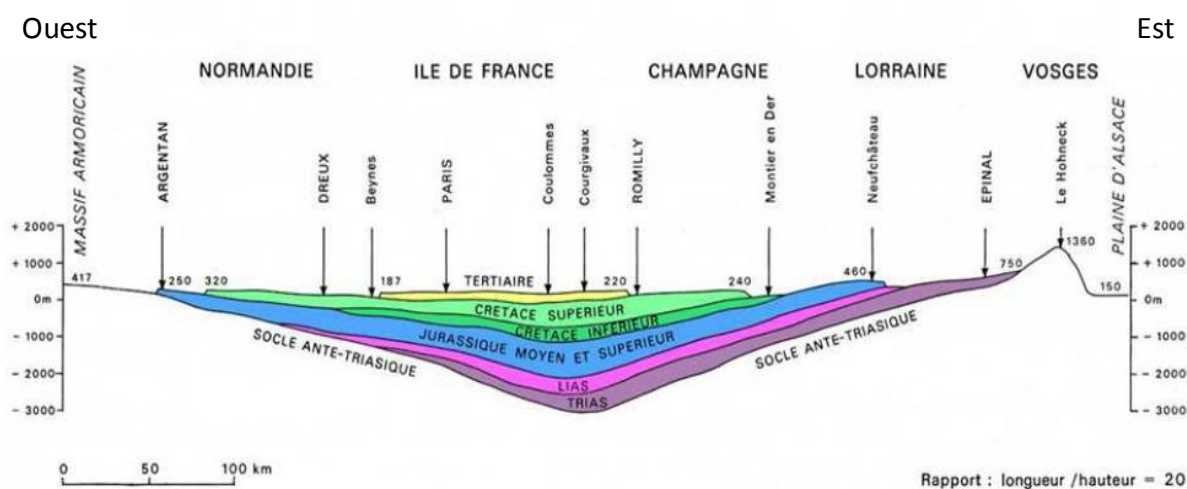 Ouest
Est
NORMANDIE
ILE DE FRANCE
CHAMPAGNE
LORRAINE
VOSGES
MASSIF ARMORICAIN
ARGENTAN
DREUX
Beynes
PARIS
Coulommes
Courgivaux
ROMILLY
Montier en Der
Neufchâteau
EPINAL
Le Hohneck
PLAINE D'ALSACE
+ 2000
+ 1000
0m
- 1000
- 2000
- 3000
+ 2000
+ 1000
0m
- 1000
- 2000
- 3000
417
250
320
187
220
240
460
750
1360
150
TERTIAIRE
CRETACE SUPERIEUR
CRETACE INFERIEUR
JURASSIQUE MOYEN ET SUPERIEUR
LIAS
TRIAS
SOCLE ANTE-TRIASIQUE
SOCLE ANTE-TRIASIQUE
0 50 100 km
Rapport : longueur /hauteur = 20